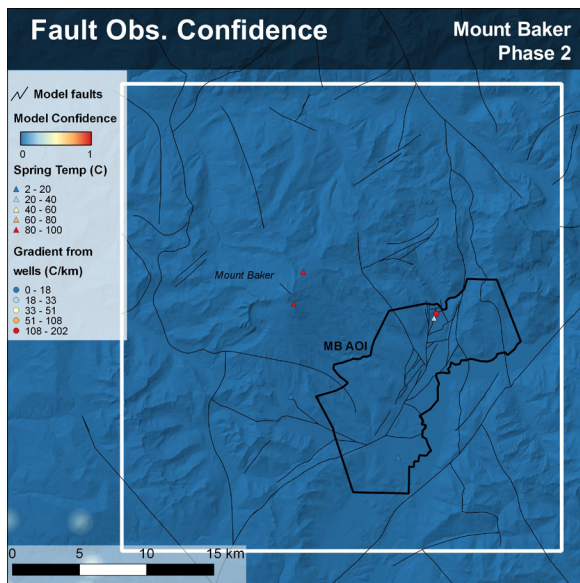 Fault Obs. Confidence
Mount Baker
Phase 2
Model faults
Model Confidence
0 1
Spring Temp (C)
2 - 20
20 - 40
40 - 60
60 - 80
80 - 100
Gradient from
wells (C/km)
0 - 18
18 - 33
33 - 51
51 - 108
108 - 202
Mount Baker
MB AOI
0 5 10 15 km